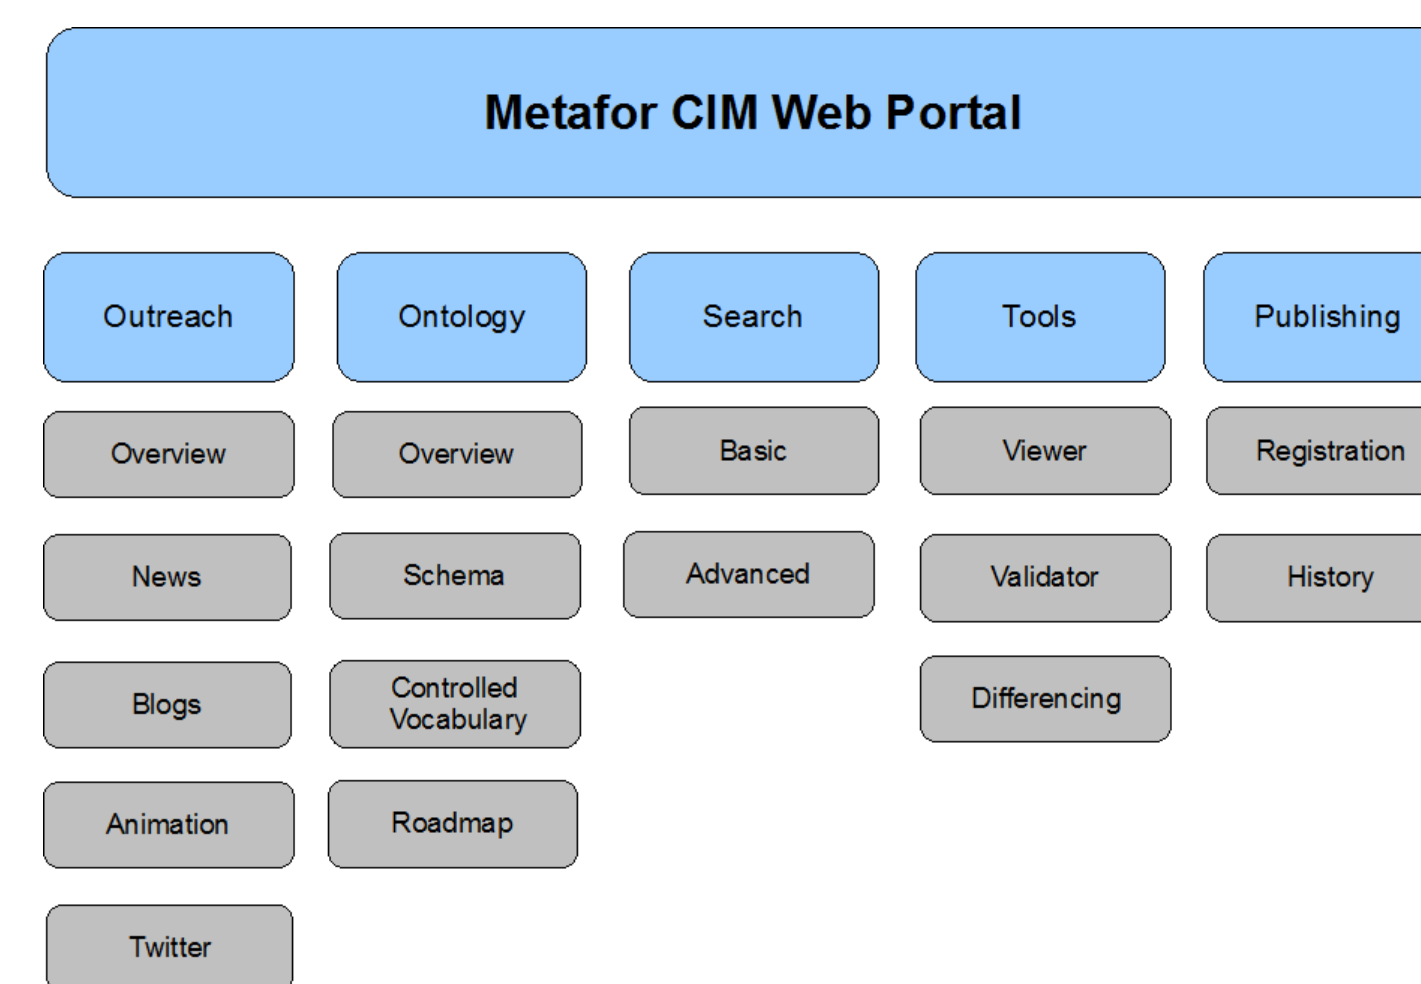 Metafor CIM Web Portal
Outreach
Ontology
Search
Tools
Publishing
Overview
Overview
Basic
Viewer
Registration
News
Schema
Advanced
Validator
History
Blogs
Controlled
Vocabulary
Differencing
Animation
Roadmap
Twitter